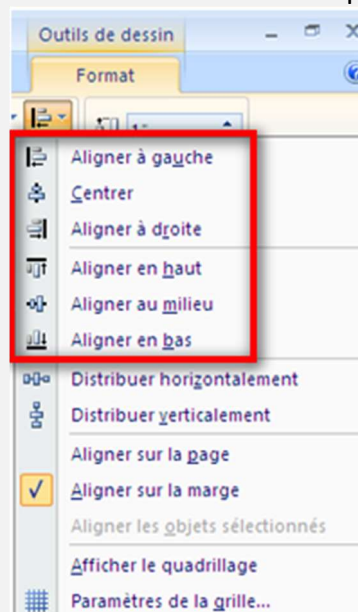 Outils de dessin
Format
Aligner à gauche
Centrer
Aligner à droite
Aligner en haut
Aligner au milieu
Aligner en bas
Distribuer horizontalement
Distribuer verticalement
Aligner sur la page
Aligner sur la marge
Aligner les objets sélectionnés
Afficher le quadrillage
Paramètres de la grille...